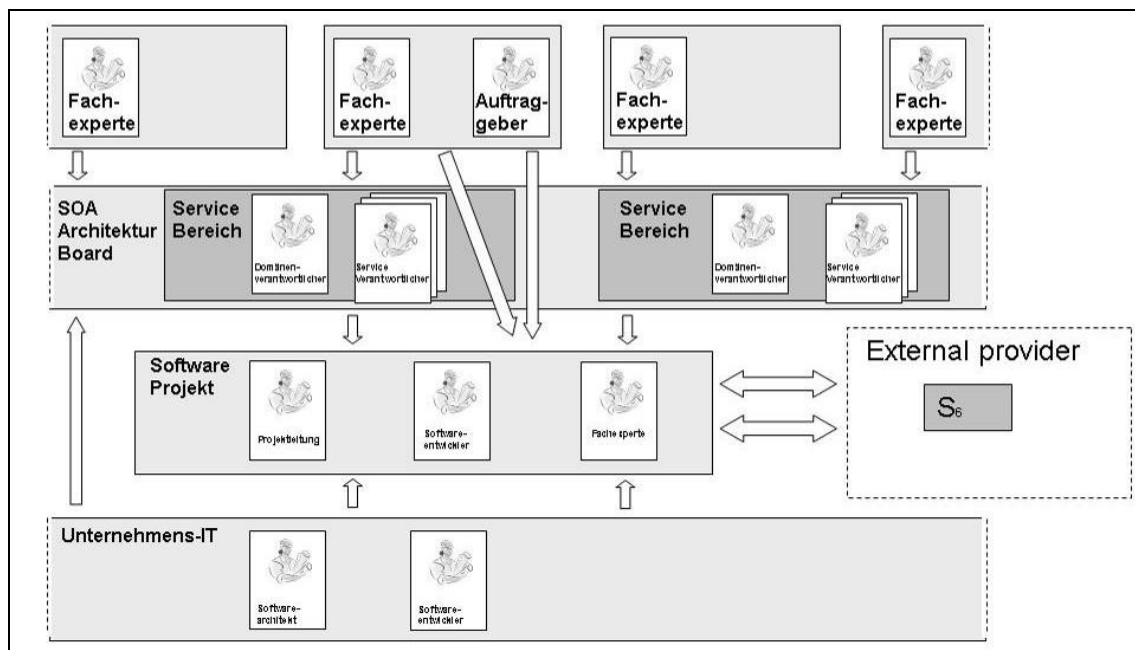 Fach-
experte
Fach-
experte
Auftrag-
geber
Fach-
experte
Fach-
experte
SOA
Architektur
Board
Service
Bereich
Domänen-
verantwortlicher
Service
Verantwortlicher
Service
Bereich
Domänen-
verantwortlicher
Service
Verantwortlicher
Software
Projekt
Projektleitung
Software-
entwickler
Fachexperte
External provider
S6
Unternehmens-IT
Software-
architekt
Software-
entwickler